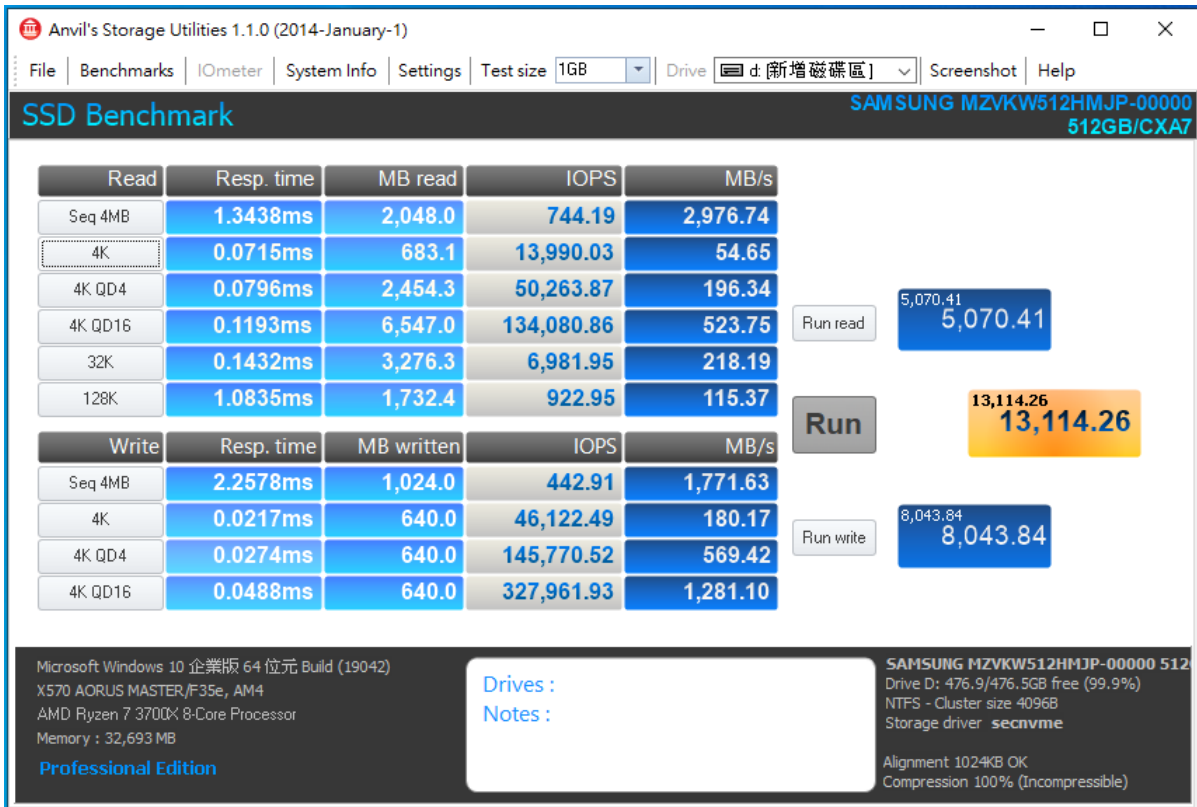 Anvil's Storage Utilities 1.1.0 (2014-January-1)
File Benchmarks IOmeter System Info Settings Test size 1GB Drive d: [新增磁碟區] Screenshot Help
SSD Benchmark
SAMSUNG MZVKW512HMJP-00000
512GB/CXA7
Read Resp. time MB read IOPS MB/s
Seq 4MB 1.3438ms 2,048.0 744.19 2,976.74
4K 0.0715ms 683.1 13,990.03 54.65
4K QD4 0.0796ms 2,454.3 50,263.87 196.34
4K QD16 0.1193ms 6,547.0 134,080.86 523.75
32K 0.1432ms 3,276.3 6,981.95 218.19
128K 1.0835ms 1,732.4 922.95 115.37
Run read
5,070.41
5,070.41
Run
13,114.26
13,114.26
Write Resp. time MB written IOPS MB/s
Seq 4MB 2.2578ms 1,024.0 442.91 1,771.63
4K 0.0217ms 640.0 46,122.49 180.17
4K QD4 0.0274ms 640.0 145,770.52 569.42
4K QD16 0.0488ms 640.0 327,961.93 1,281.10
Run write
8,043.84
8,043.84
Microsoft Windows 10 企業版 64 位元 Build (19042)
X570 AORUS MASTER/F35e, AM4
AMD Ryzen 7 3700X 8-Core Processor
Memory : 32,693 MB
Professional Edition
Drives :
Notes :
SAMSUNG MZVKW512HMJP-00000 512
Drive D: 476.9/476.5GB free (99.9%)
NTFS - Cluster size 4096B
Storage driver secnvme
Alignment 1024KB OK
Compression 100% (Incompressible)